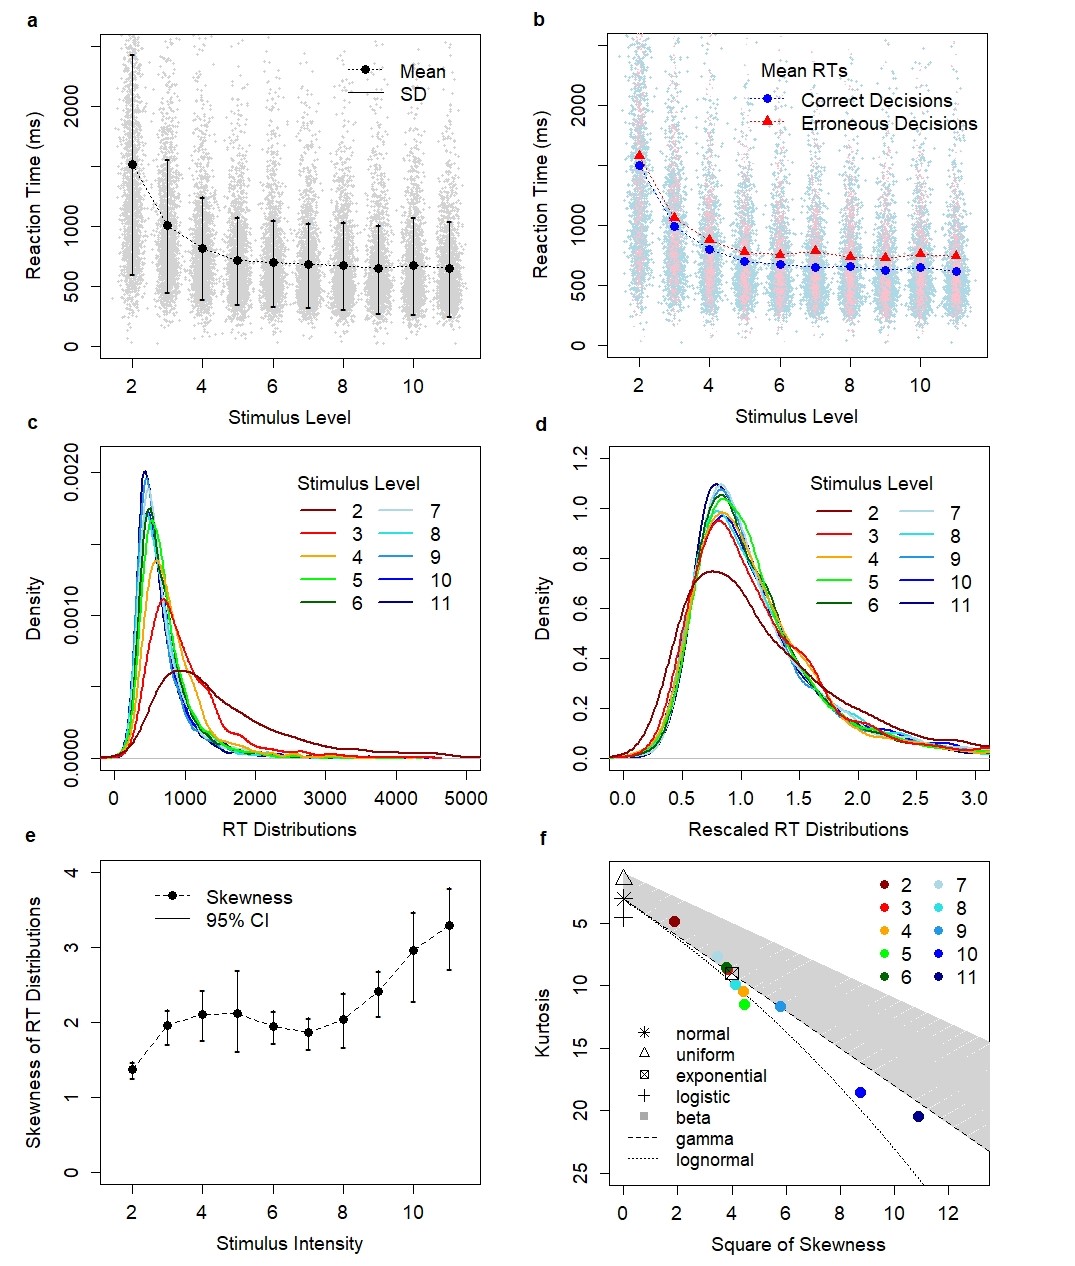 a
Reaction Time (ms)
0
500
1000
2000
Mean
SD
2
4
6
8
10
Stimulus Level
b
Reaction Time (ms)
0
500
1000
2000
Mean RTs
Correct Decisions
Erroneous Decisions
2
4
6
8
10
Stimulus Level
c
Density
0.0000
0.0010
0.0020
Stimulus Level
2 7
3 8
4 9
5 10
6 11
0 1000 2000 3000 4000 5000
RT Distributions
d
Density
0.0
0.2
0.4
0.6
0.8
1.0
1.2
Stimulus Level
2 7
3 8
4 9
5 10
6 11
0.0 0.5 1.0 1.5 2.0 2.5 3.0
Rescaled RT Distributions
e
Skewness of RT Distributions
4
3
2
1
0
Skewness
95% CI
2 4 6 8 10
Stimulus Intensity
f
Kurtosis
5
10
15
20
25
2 7
3 8
4 9
5 10
6 11
normal
uniform
exponential
logistic
beta
gamma
lognormal
0 2 4 6 8 10 12
Square of Skewness